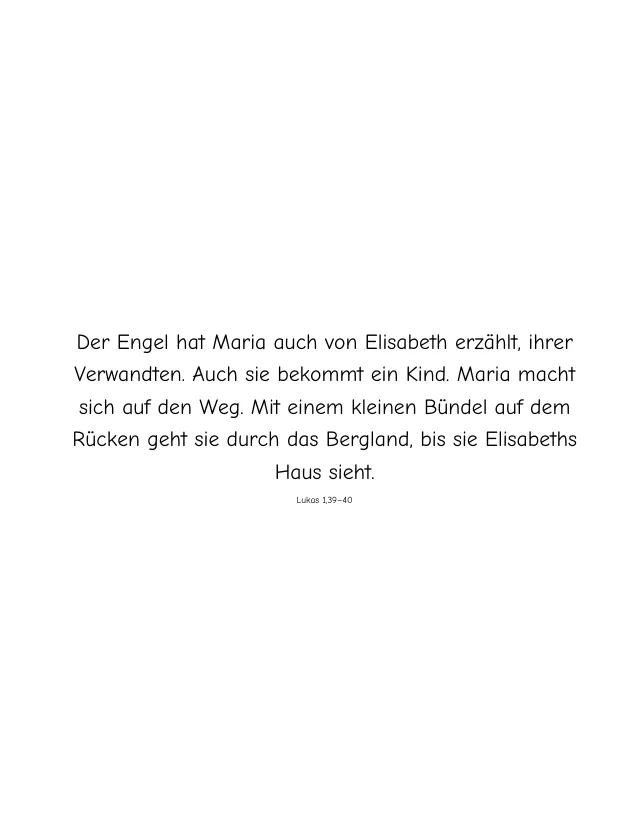 Der Engel hat Maria auch von Elisabeth erzählt, ihrer
Verwandten. Auch sie bekommt ein Kind. Maria macht
sich auf den Weg. Mit einem kleinen Bündel auf dem
Rücken geht sie durch das Bergland, bis sie Elisabeths
Haus sieht.
Lukas 1,39–40